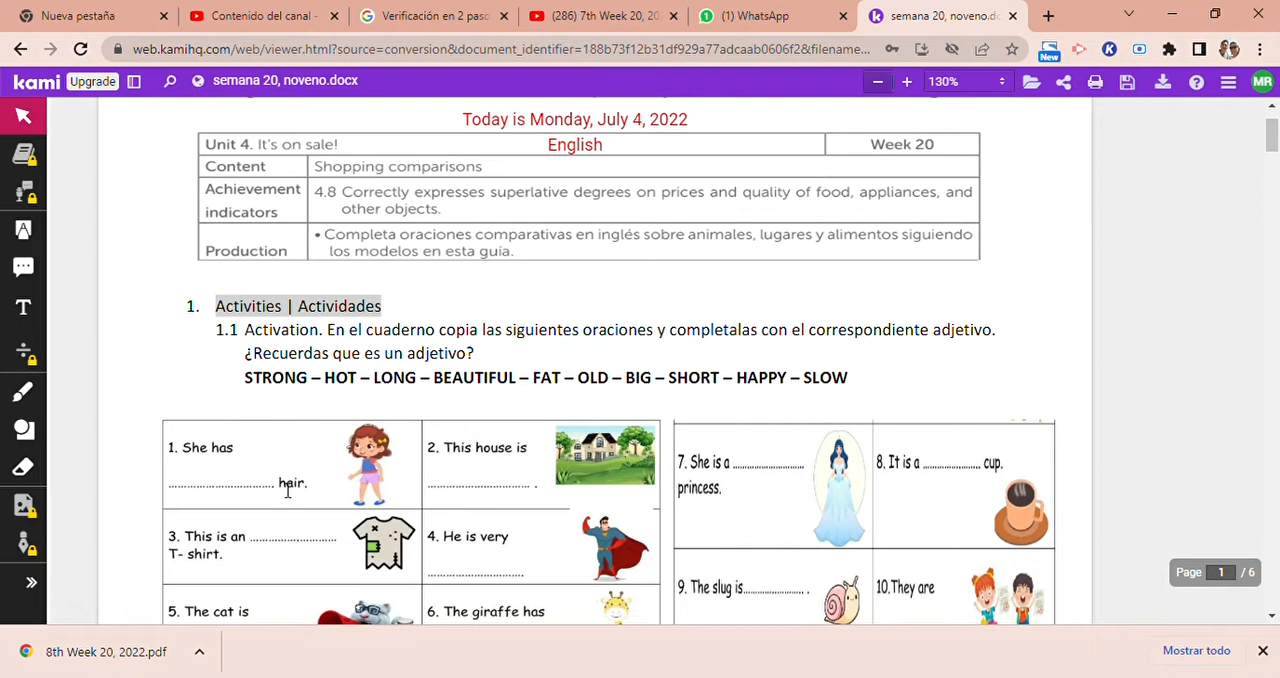 Nueva pestaña
Contenido del canal -
Verificación en 2 paso
(286) 7th Week 20, 20
(1) WhatsApp
semana 20, noveno.do
web.kamihq.com/web/viewer.html?source=conversion&document_identifier=188b73f12b31df929a77adcaab0606f2&filename...
New
kami Upgrade
semana 20, noveno.docx
130%
MR
Today is Monday, July 4, 2022
Unit 4. It's on sale! English Week 20
Content Shopping comparisons
Achievement indicators
4.8 Correctly expresses superlative degrees on prices and quality of food, appliances, and
other objects.
Production
• Completa oraciones comparativas en inglés sobre animales, lugares y alimentos siguiendo
los modelos en esta guía.
1. Activities | Actividades
1.1 Activation. En el cuaderno copia las siguientes oraciones y completalas con el correspondiente adjetivo.
¿Recuerdas que es un adjetivo?
STRONG – HOT – LONG – BEAUTIFUL – FAT – OLD – BIG – SHORT – HAPPY – SLOW
1. She has
.............................. hair.
2. This house is
.............................. .
3. This is an .........................
T- shirt.
4. He is very
...........................
5. The cat is
6. The giraffe has
7. She is a .....................
princess.
8. It is a ................. cup.
9. The slug is.................. .
10.They are
Page 1 / 6
8th Week 20, 2022.pdf
Mostrar todo